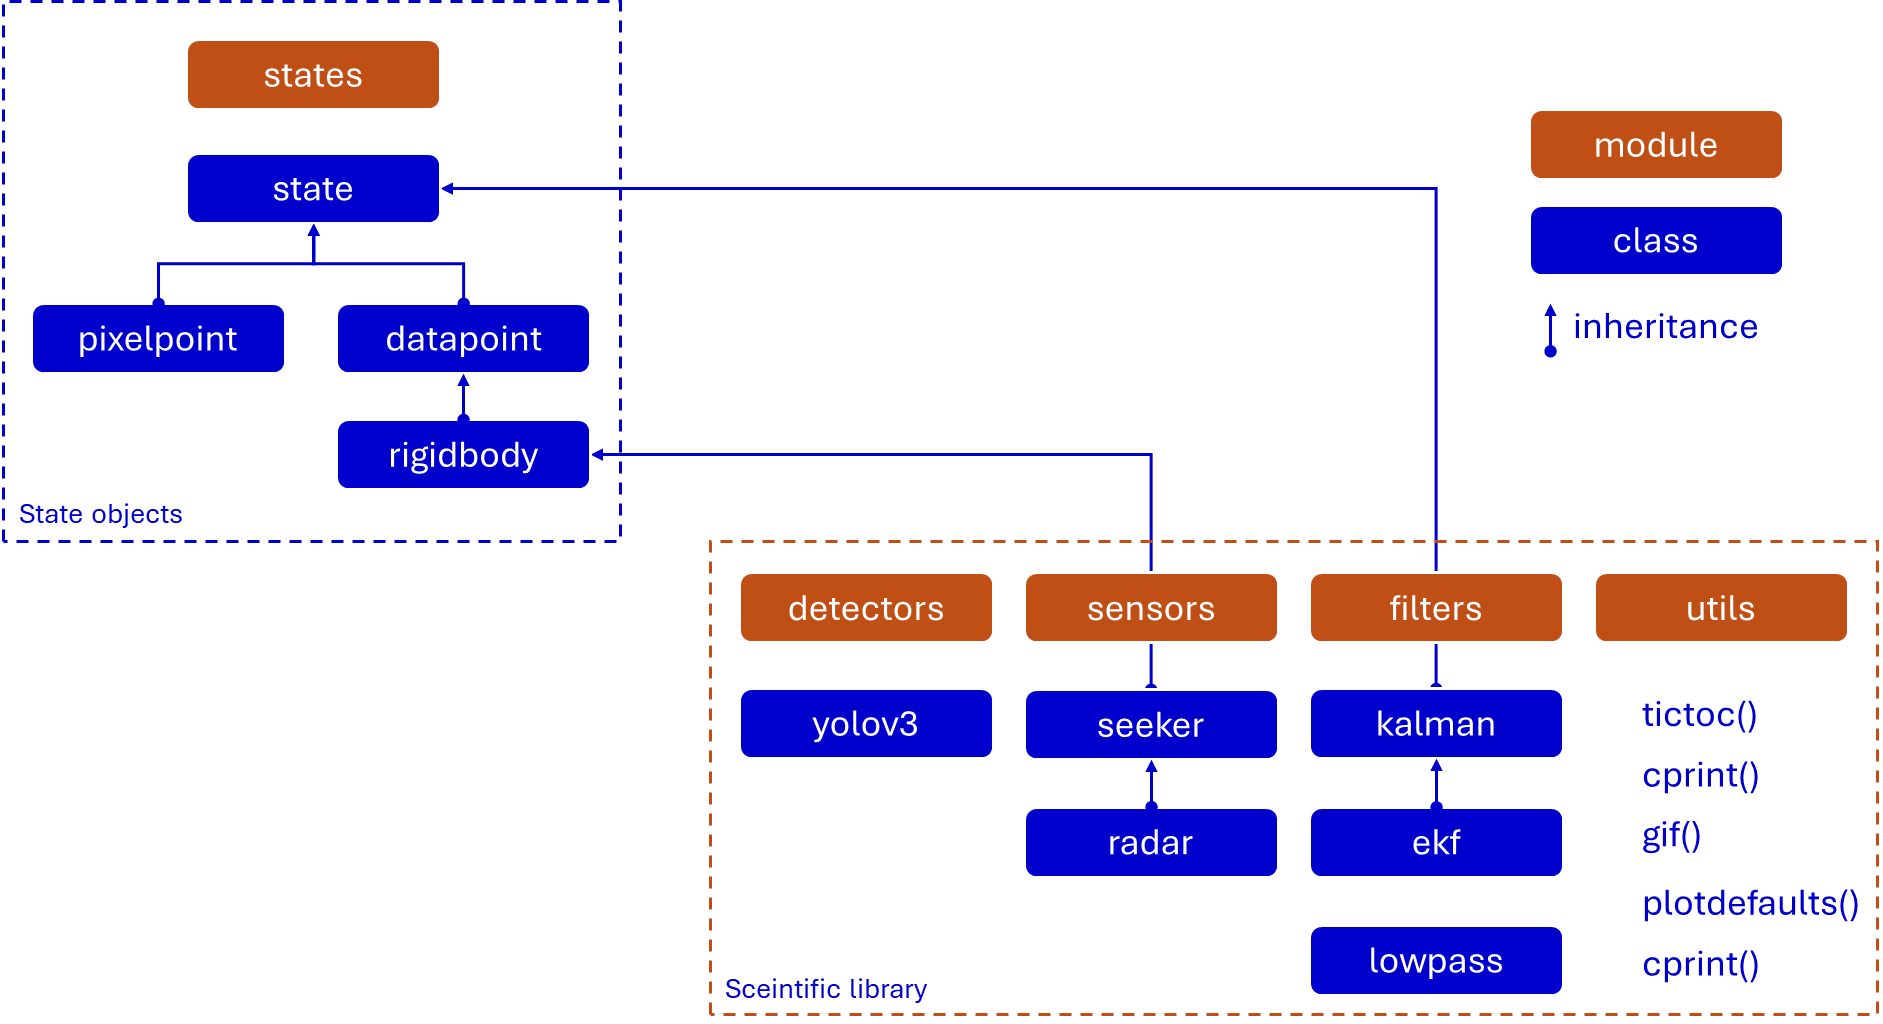 states
state
pixelpoint
datapoint
rigidbody
State objects
module
class
inheritance
detectors
sensors
filters
utils
yolov3
seeker
kalman
radar
ekf
lowpass
tictoc()
cprint()
gif()
plotdefaults()
cprint()
Sceintific library